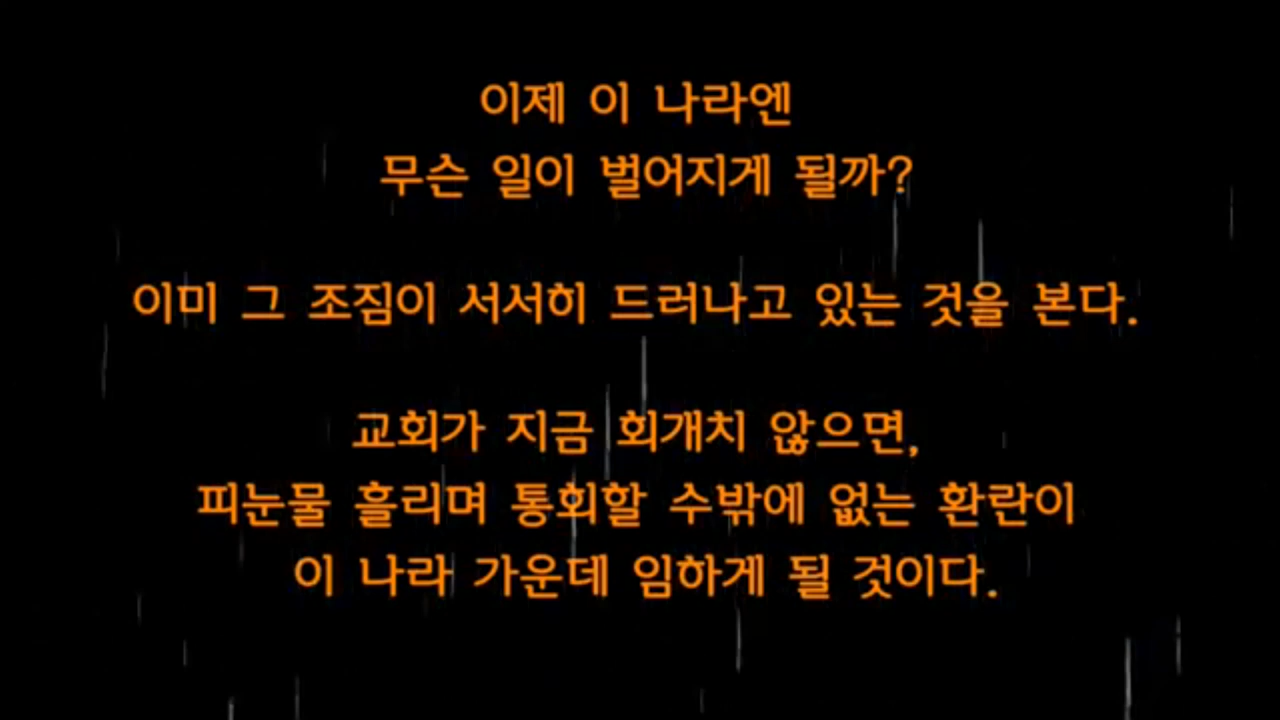 이제 이 나라엔
무슨 일이 벌어지게 될까?
이미 그 조짐이 서서히 드러나고 있는 것을 본다.
교회가 지금 회개치 않으면,
피눈물 흘리며 통회할 수밖에 없는 환란이
이 나라 가운데 임하게 될 것이다.